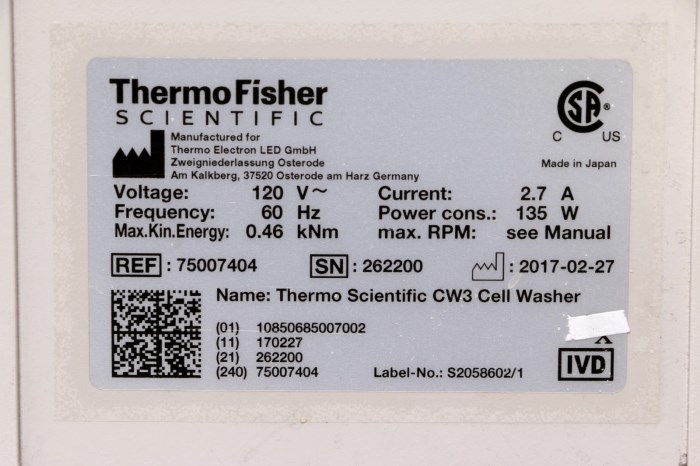 ThermoFisher
SCIENTIFIC
Manufactured for
Thermo Electron LED GmbH
Zweigniederlassung Osterode
Am Kalkberg, 37520 Osterode am Harz Germany
CSA ®
C US
Made in Japan
Voltage: 120 V~ Current: 2.7 A
Frequency: 60 Hz Power cons.: 135 W
Max.Kin.Energy: 0.46 kNm max. RPM: see Manual
REF : 75007404 SN : 262200 : 2017-02-27
Name: Thermo Scientific CW3 Cell Washer
(01) 10850685007002
(11) 170227
(21) 262200
(240) 75007404 Label-No.: S2058602/1
IVD